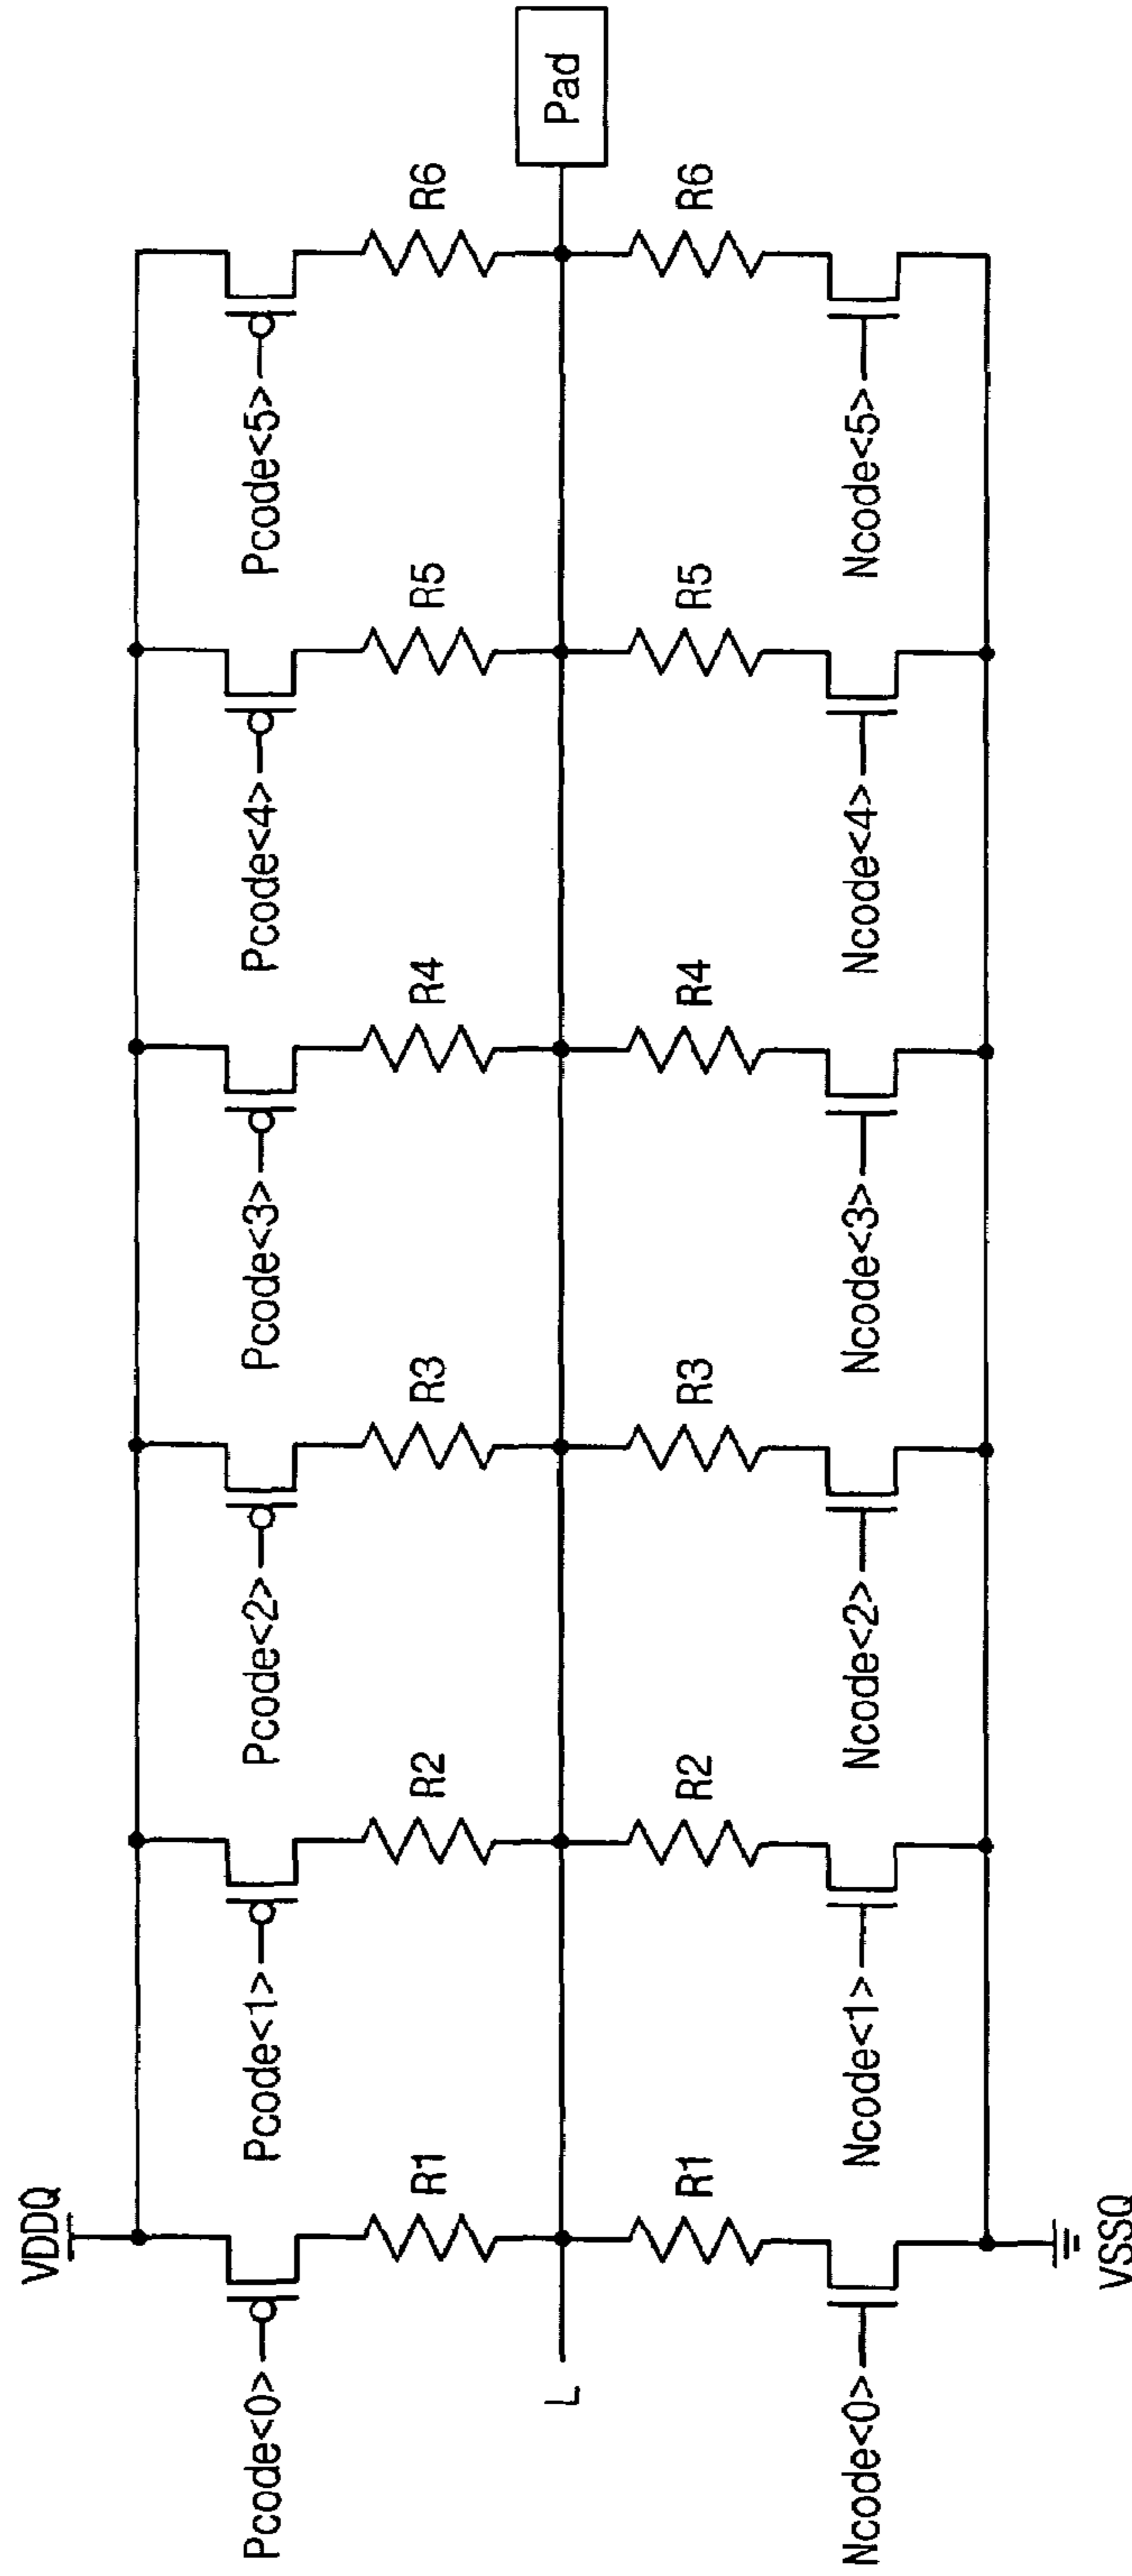 VDDQ
Pcode<0>
Pcode<1>
Pcode<2>
Pcode<3>
Pcode<4>
Pcode<5>
R1
R2
R3
R4
R5
R6
L
Pad
R1
R2
R3
R4
R5
R6
Ncode<0>
Ncode<1>
Ncode<2>
Ncode<3>
Ncode<4>
Ncode<5>
VSSQ